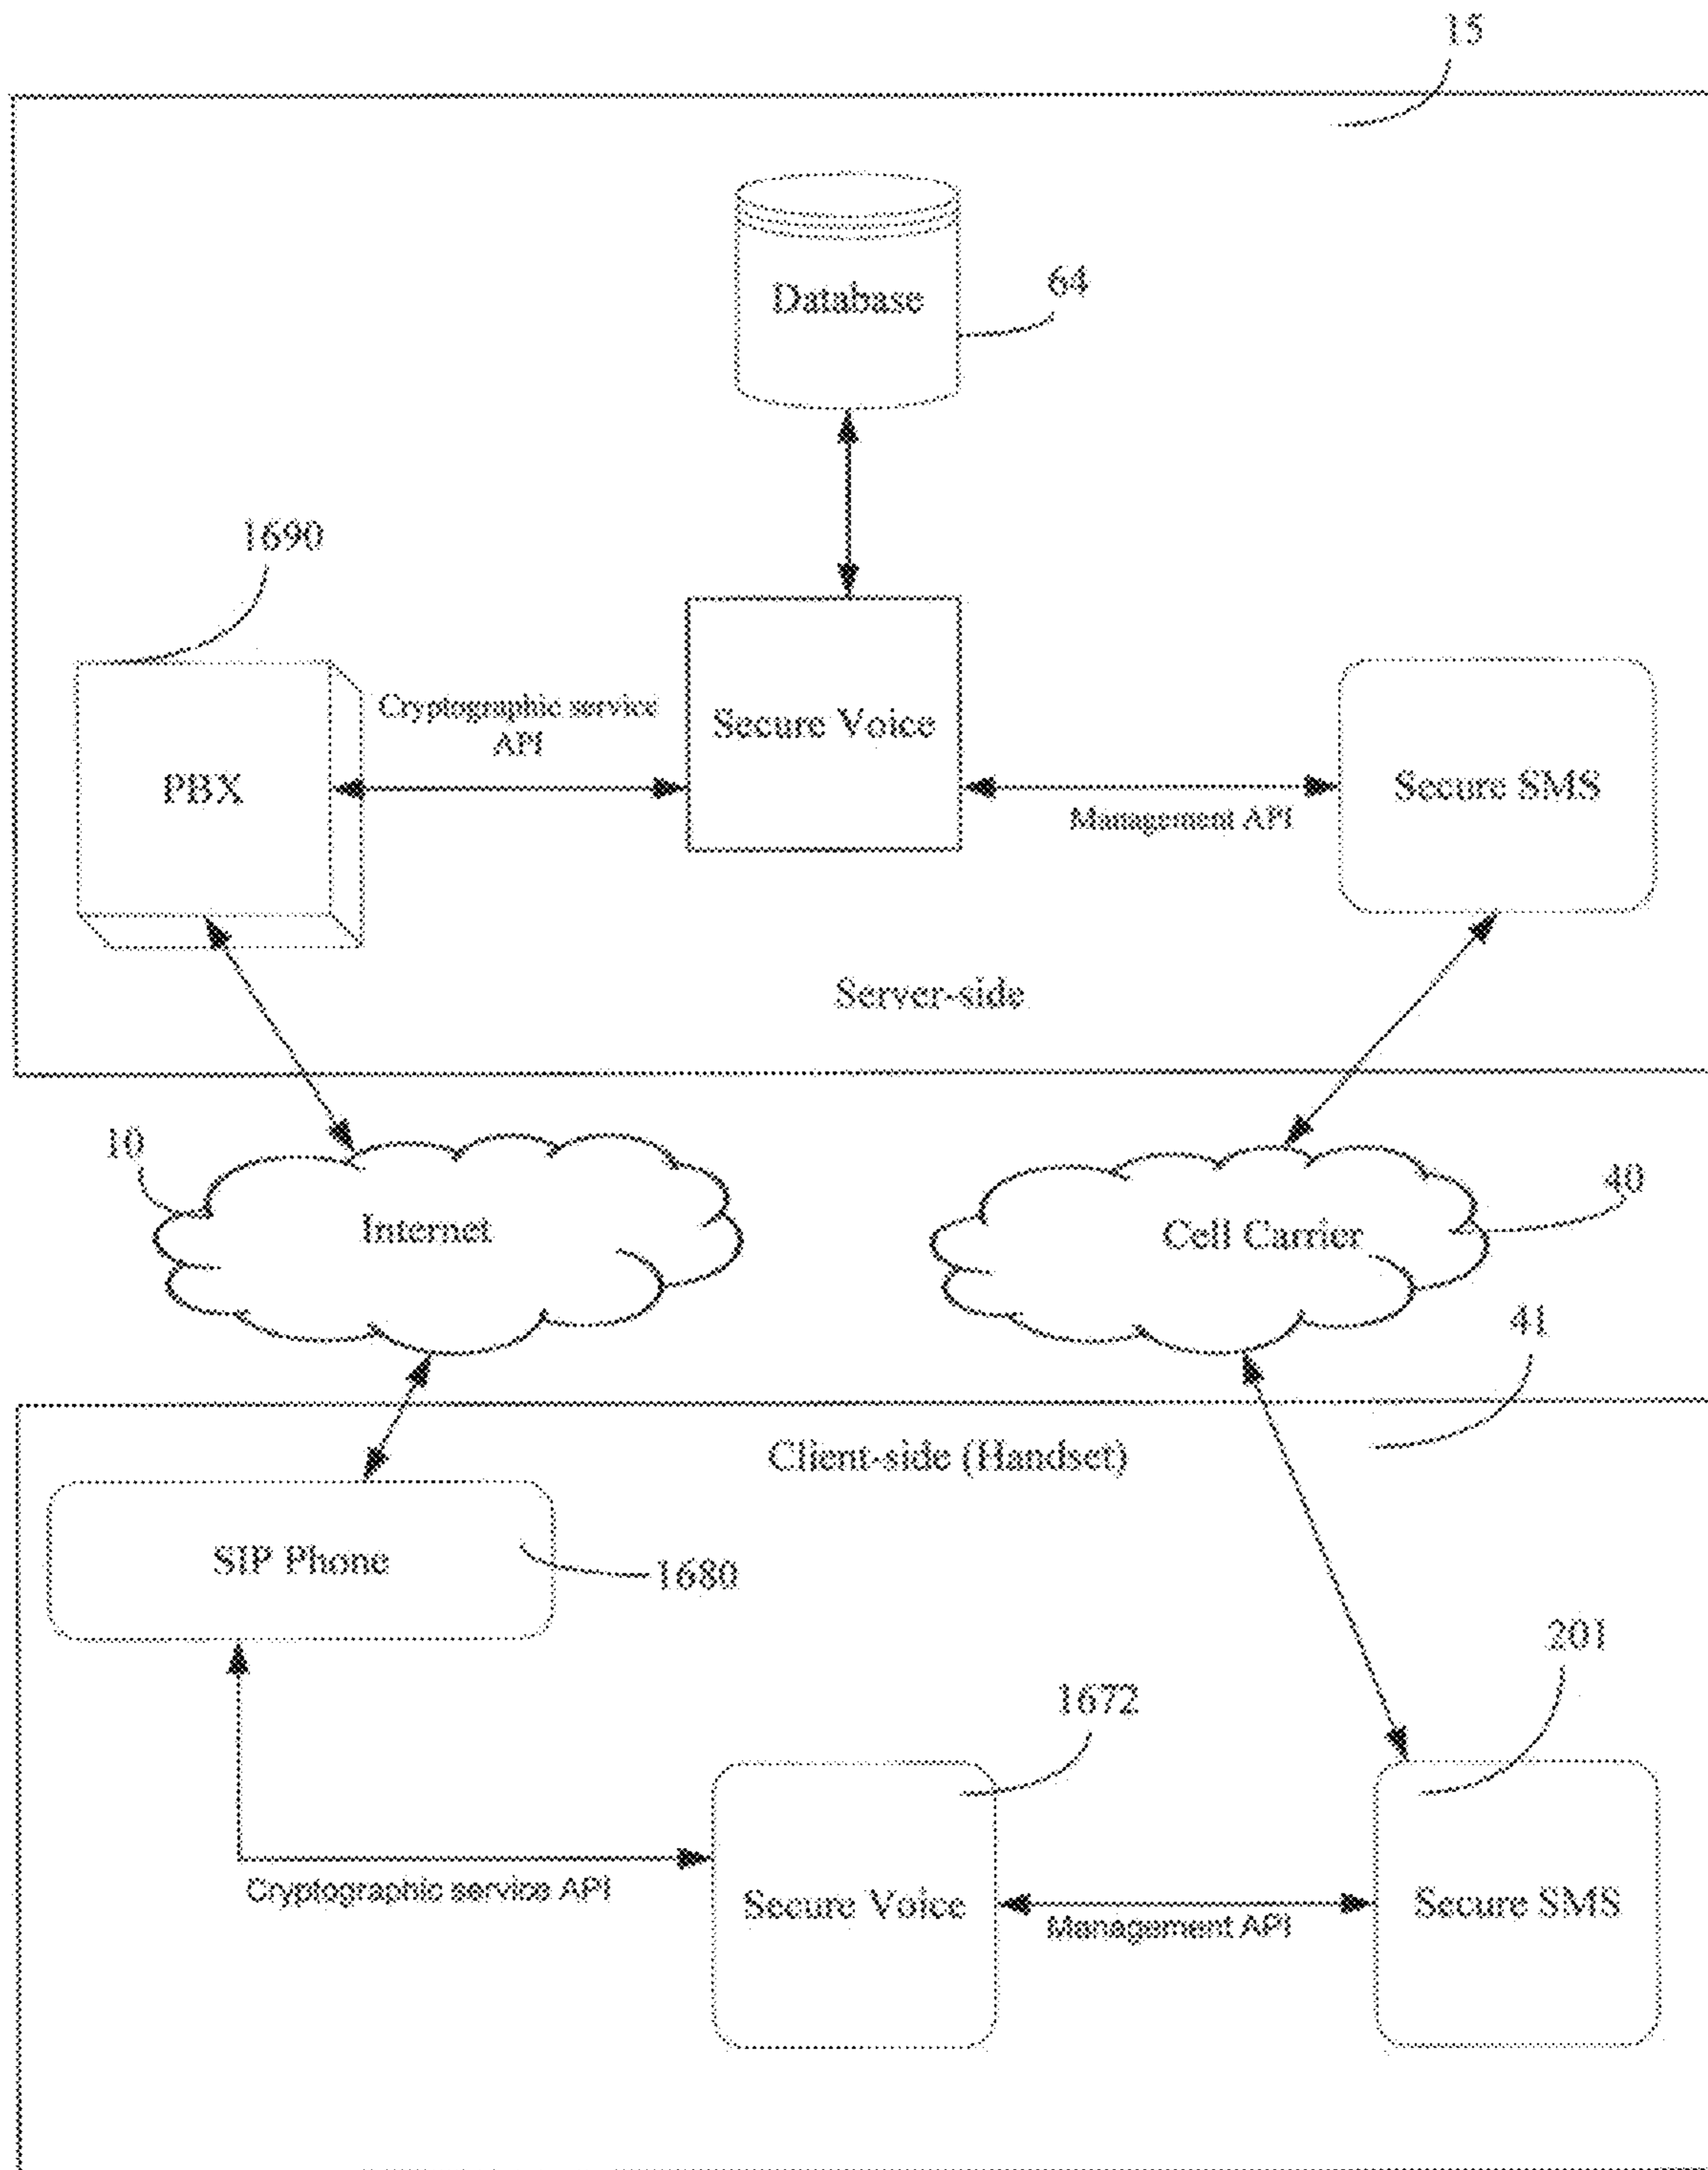 15
Database
64
1690
Cryptographic service
API
Secure Voice
PBX
Secure SMS
Management API
Server-side
10
Internet
Cell Carrier
40
41
Client-side (Handset)
SIP Phone
1680
201
1672
Cryptographic service API
Secure Voice
Secure SMS
Management API